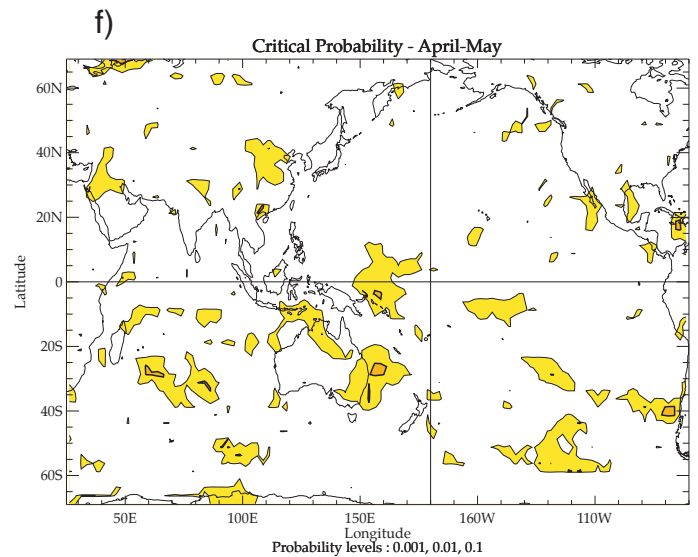 f)
Critical Probability - April-May
60N
40N
20N
0
20S
40S
60S
Latitude
50E 100E 150E 160W 110W
Longitude
Probability levels : 0.001, 0.01, 0.1